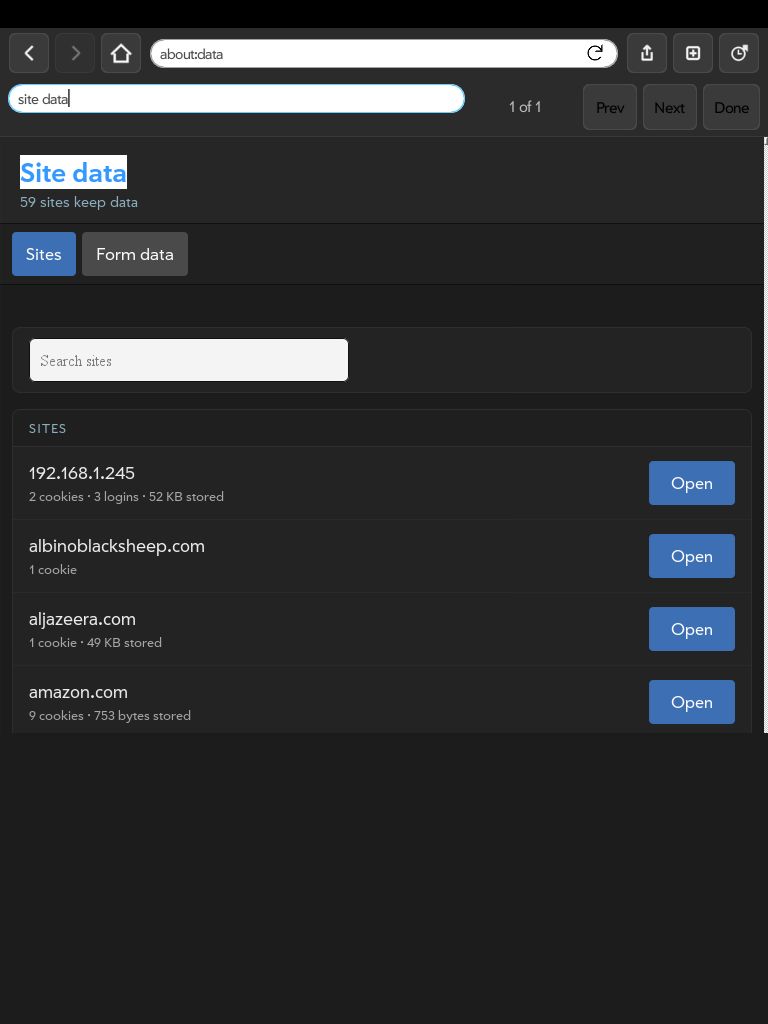 about:data
site data
1 of 1
Prev
Next
Done
Site data
59 sites keep data
Sites
Form data
Search sites
SITES
192.168.1.245
2 cookies · 3 logins · 52 KB stored
Open
albinoblacksheep.com
1 cookie
Open
aljazeera.com
1 cookie · 49 KB stored
Open
amazon.com
9 cookies · 753 bytes stored
Open